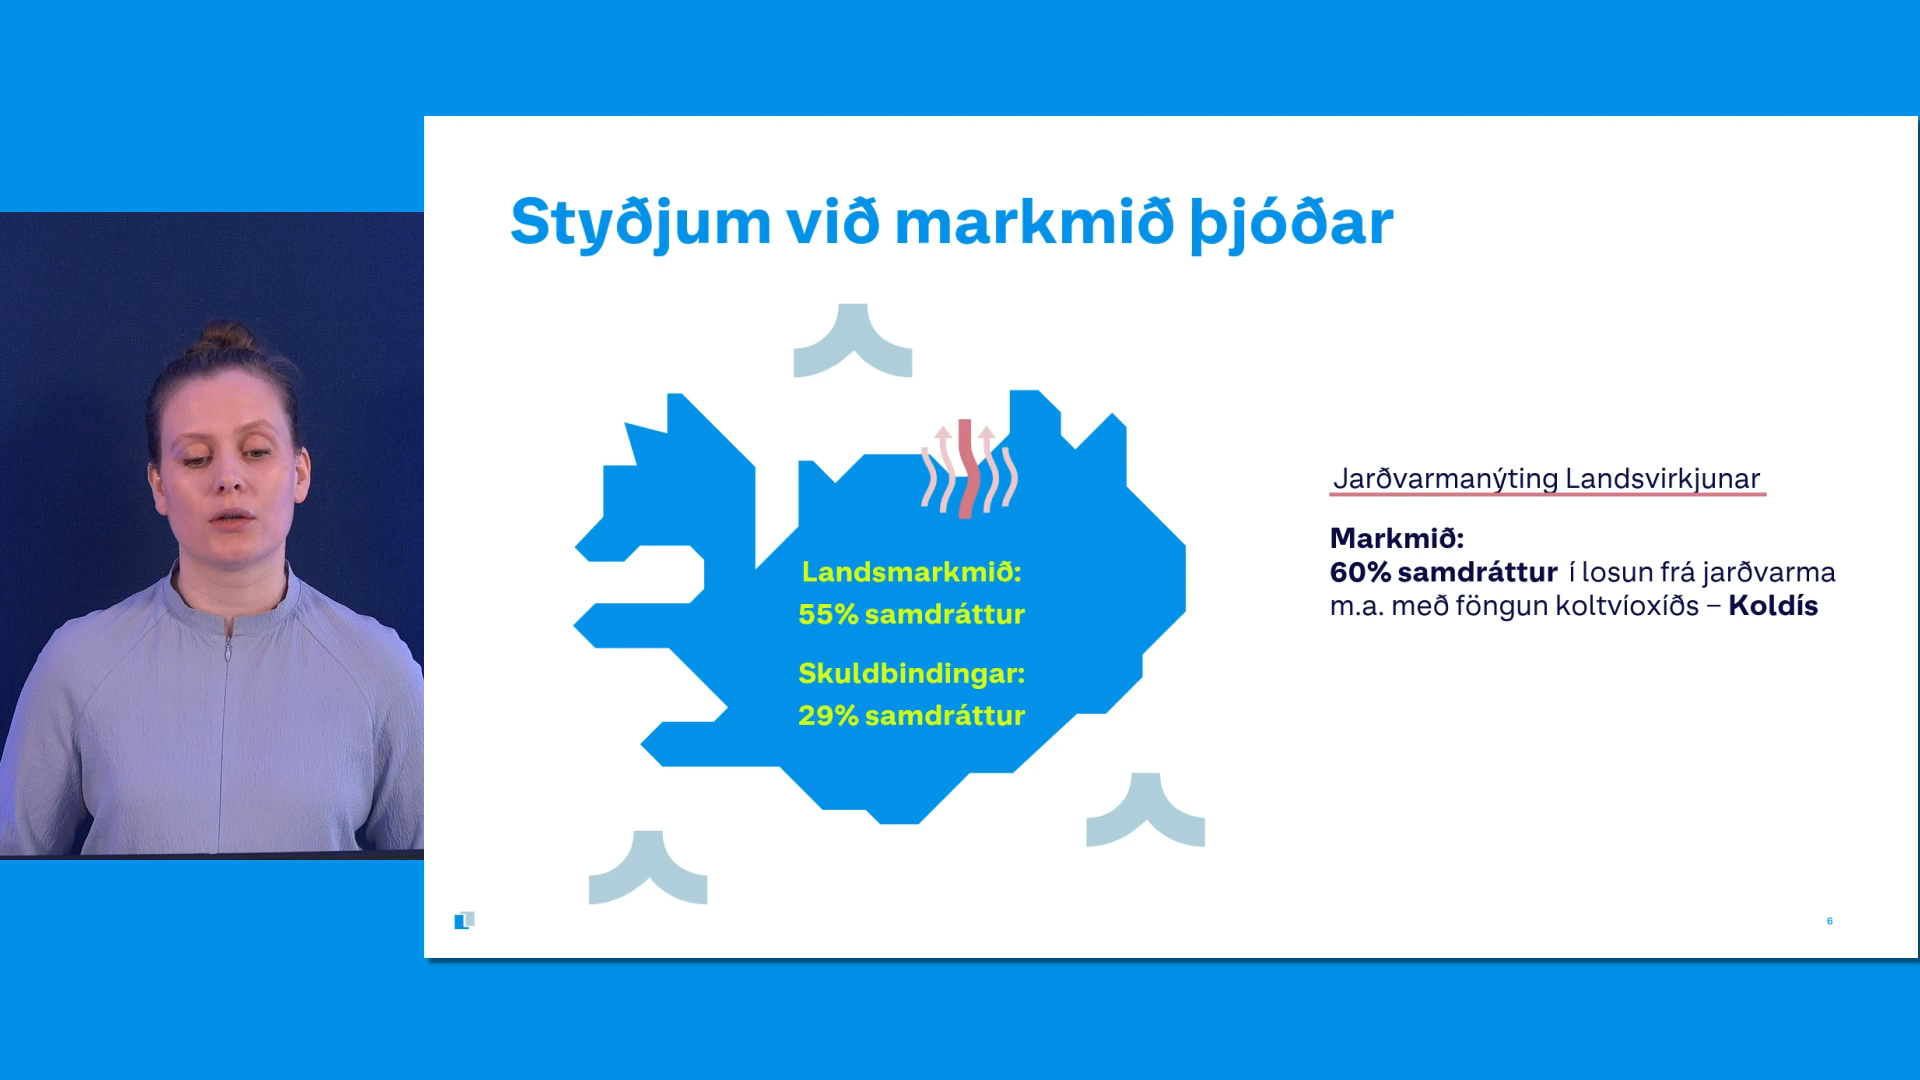 Styðjum við markmið þjóðar
Landsmarkmið:
55% samdráttur
Skuldbindingar:
29% samdráttur
Jarðvarmanýting Landsvirkjunar
Markmið:
60% samdráttur í losun frá jarðvarma
m.a. með föngun koltvíoxíðs – Koldís
6